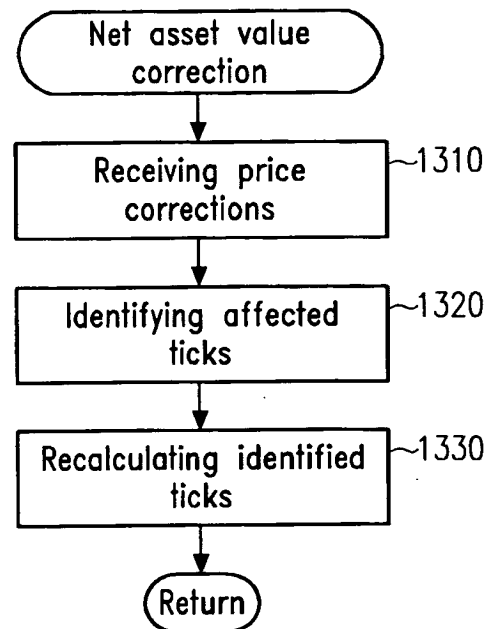 Net asset value
correction
Receiving price
corrections
1310
Identifying affected
ticks
1320
Recalculating identified
ticks
1330
Return